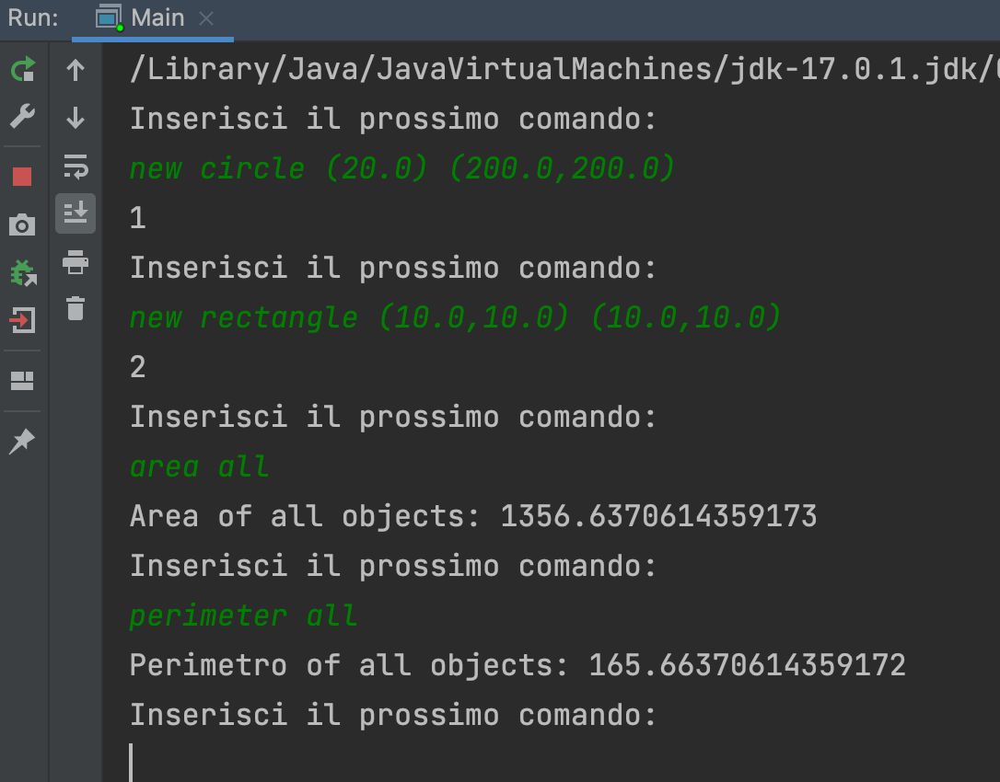 Run: Main
/Library/Java/JavaVirtualMachines/jdk-17.0.1.jdk/
Inserisci il prossimo comando:
new circle (20.0) (200.0,200.0)
1
Inserisci il prossimo comando:
new rectangle (10.0,10.0) (10.0,10.0)
2
Inserisci il prossimo comando:
area all
Area of all objects: 1356.6370614359173
Inserisci il prossimo comando:
perimeter all
Perimetro of all objects: 165.66370614359172
Inserisci il prossimo comando: